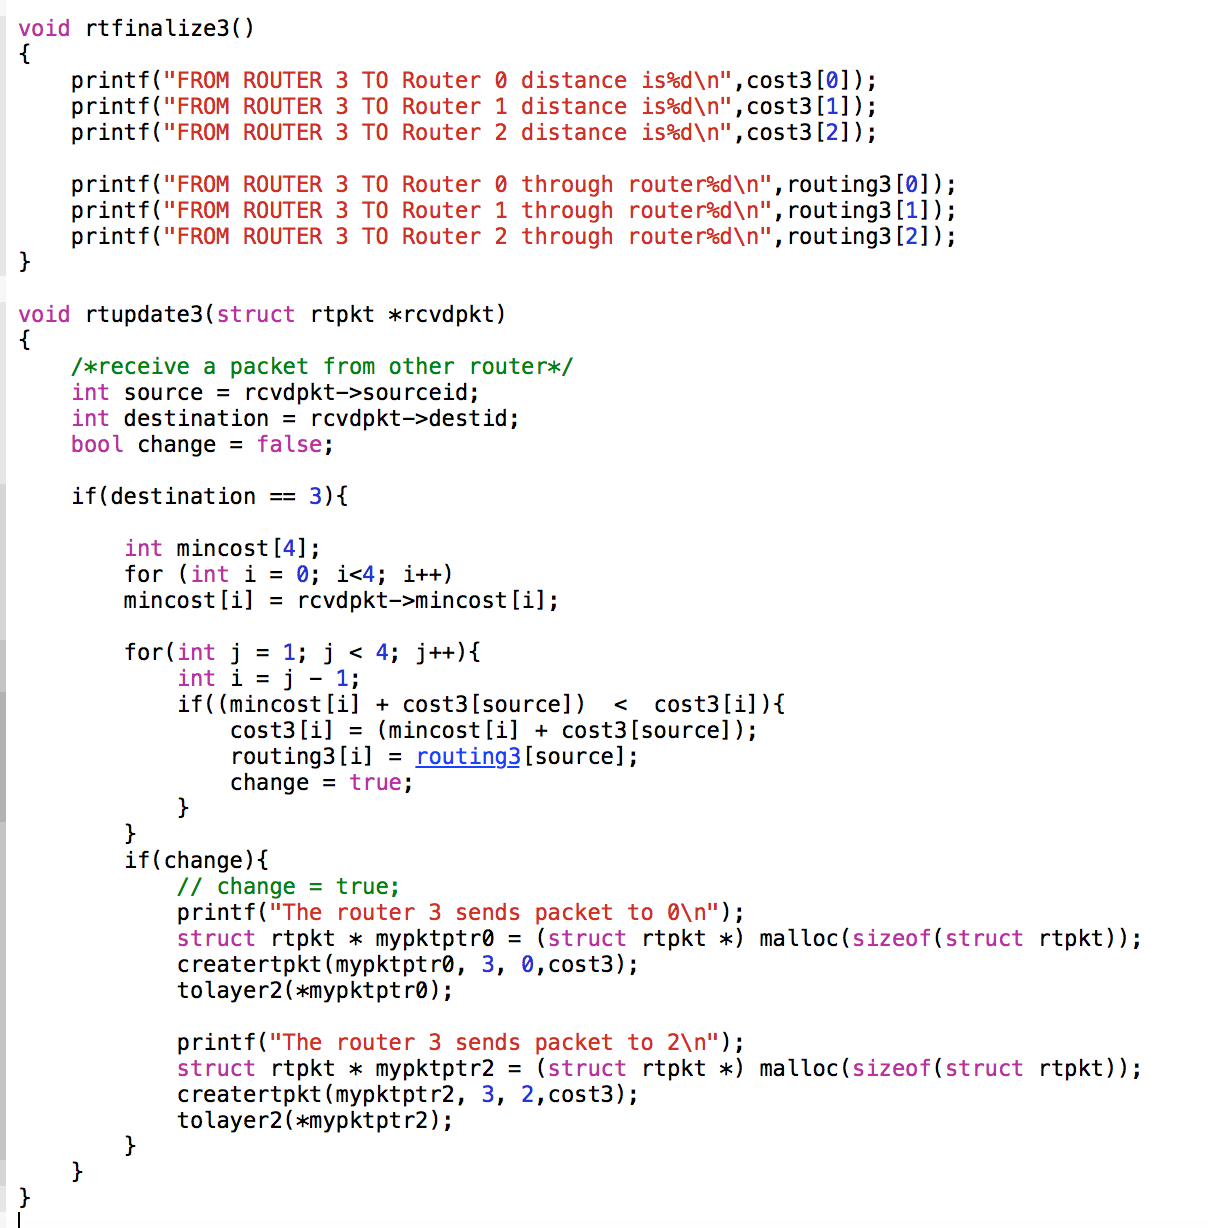 void rtfinalize3()
{
    printf("FROM ROUTER 3 TO Router 0 distance is%d\n",cost3[0]);
    printf("FROM ROUTER 3 TO Router 1 distance is%d\n",cost3[1]);
    printf("FROM ROUTER 3 TO Router 2 distance is%d\n",cost3[2]);

    printf("FROM ROUTER 3 TO Router 0 through router%d\n",routing3[0]);
    printf("FROM ROUTER 3 TO Router 1 through router%d\n",routing3[1]);
    printf("FROM ROUTER 3 TO Router 2 through router%d\n",routing3[2]);
}

void rtupdate3(struct rtpkt *rcvdpkt)
{
    /*receive a packet from other router*/
    int source = rcvdpkt->sourceid;
    int destination = rcvdpkt->destid;
    bool change = false;

    if(destination == 3){

        int mincost[4];
        for (int i = 0; i<4; i++)
        mincost[i] = rcvdpkt->mincost[i];

        for(int j = 1; j < 4; j++){
            int i = j - 1;
            if((mincost[i] + cost3[source])  <  cost3[i]){
                cost3[i] = (mincost[i] + cost3[source]);
                routing3[i] = routing3[source];
                change = true;
            }
        }
        if(change){
            // change = true;
            printf("The router 3 sends packet to 0\n");
            struct rtpkt * mypktptr0 = (struct rtpkt *) malloc(sizeof(struct rtpkt));
            creatertpkt(mypktptr0, 3, 0,cost3);
            tolayer2(*mypktptr0);

            printf("The router 3 sends packet to 2\n");
            struct rtpkt * mypktptr2 = (struct rtpkt *) malloc(sizeof(struct rtpkt));
            creatertpkt(mypktptr2, 3, 2,cost3);
            tolayer2(*mypktptr2);
        }
    }
}